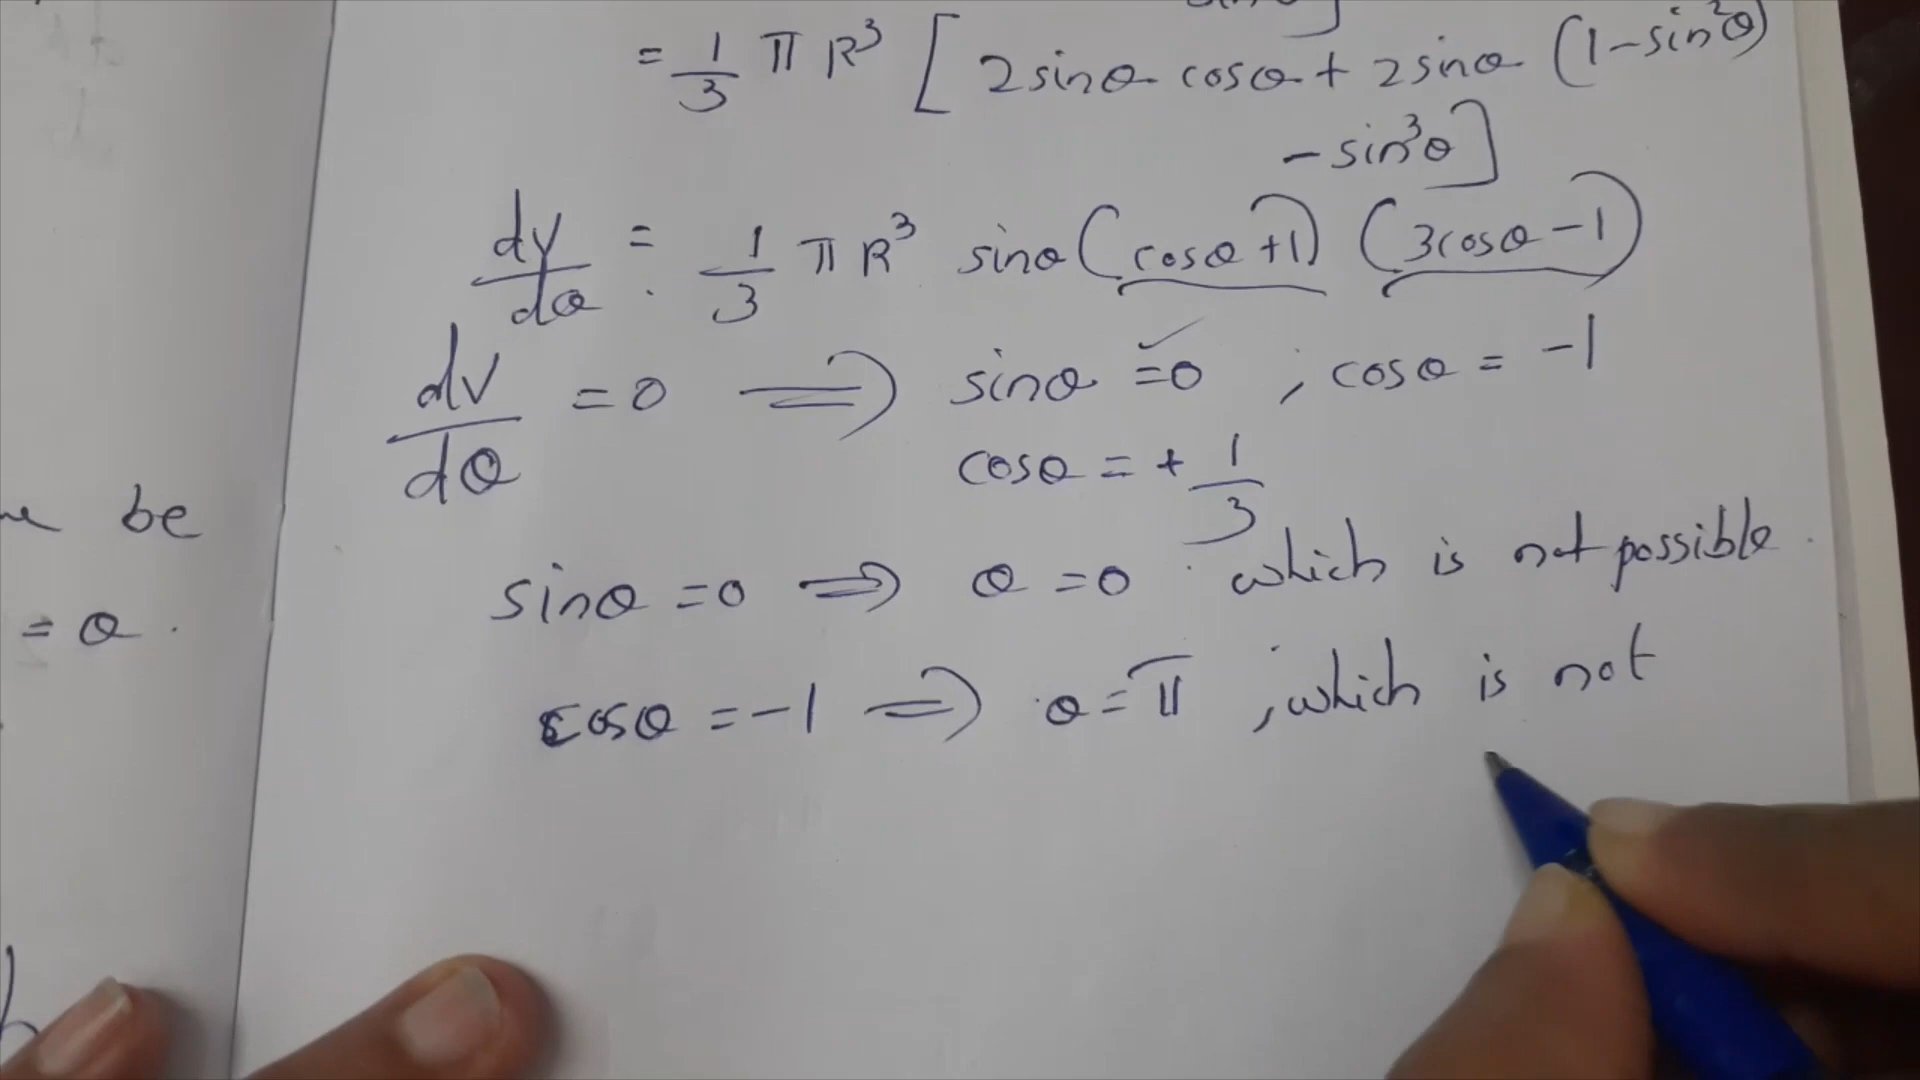 = 1/3 π R³ [ 2sinθ cosθ + 2sinθ (1-sin²θ)
- sin³θ]
dv/dθ = 1/3 π R³ sinθ (cosθ +1) (3cosθ -1)
dv/dθ = 0 ⟹ sinθ = 0 ; cosθ = -1
cosθ = + 1/3
sinθ = 0 ⟹ θ = 0 which is not possible.
cosθ = -1 ⟹ θ = π ; which is not
be
= θ.